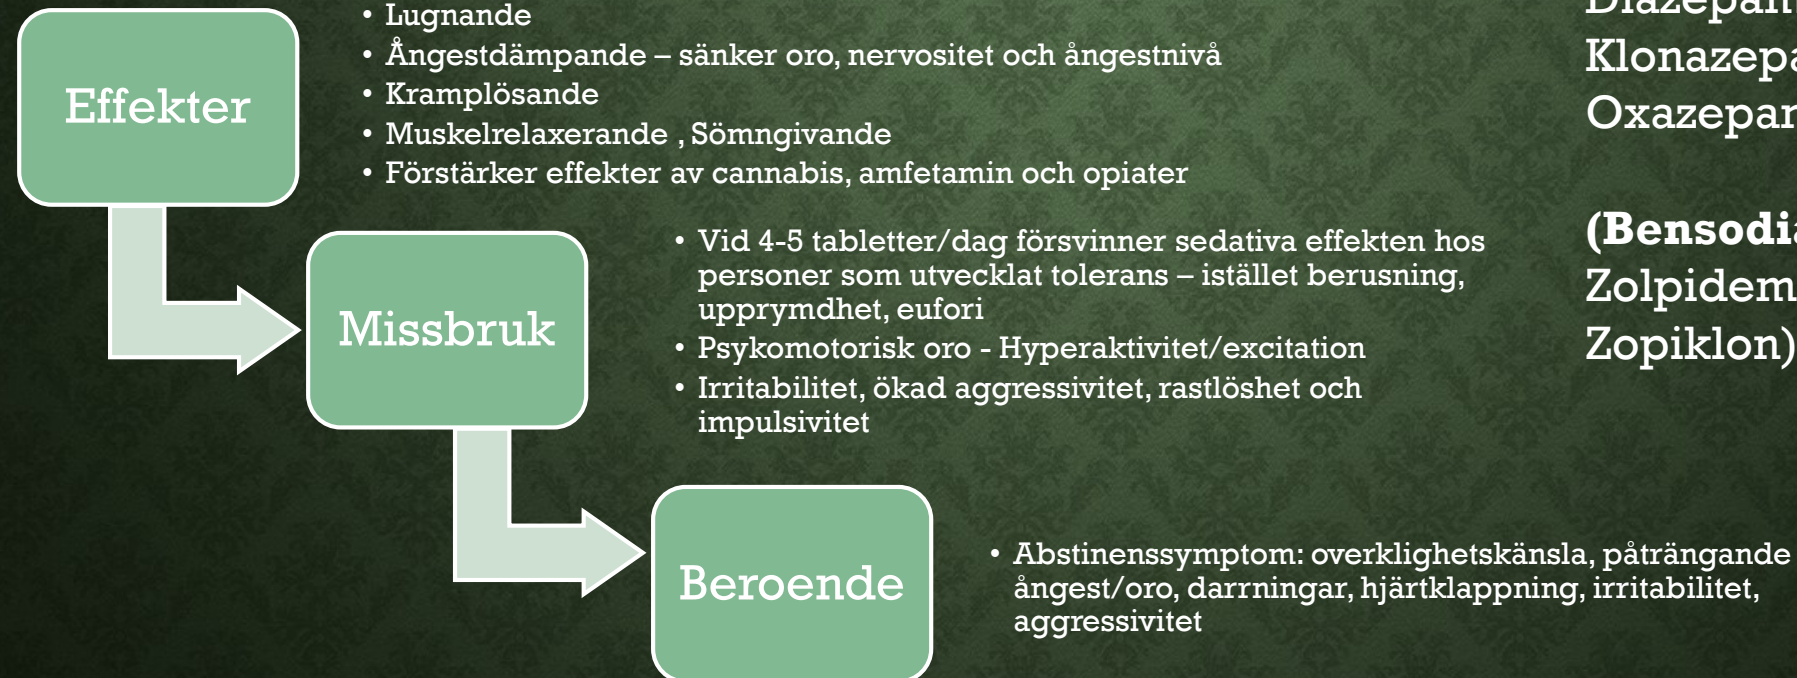 Effekter
• Lugnande
• Ångestdämpande – sänker oro, nervositet och ångestnivå
• Kramplösande
• Muskelrelaxerande , Sömngivande
• Förstärker effekter av cannabis, amfetamin och opiater
Missbruk
• Vid 4-5 tabletter/dag försvinner sedativa effekten hos
personer som utvecklat tolerans – istället berusning,
upprymdhet, eufori
• Psykomotorisk oro - Hyperaktivitet/excitation
• Irritabilitet, ökad aggressivitet, rastlöshet och
impulsivitet
Beroende
• Abstinenssymptom: overklighetskänsla, påträngande
ångest/oro, darrningar, hjärtklappning, irritabilitet,
aggressivitet
Zolpidem
Zopiklon)